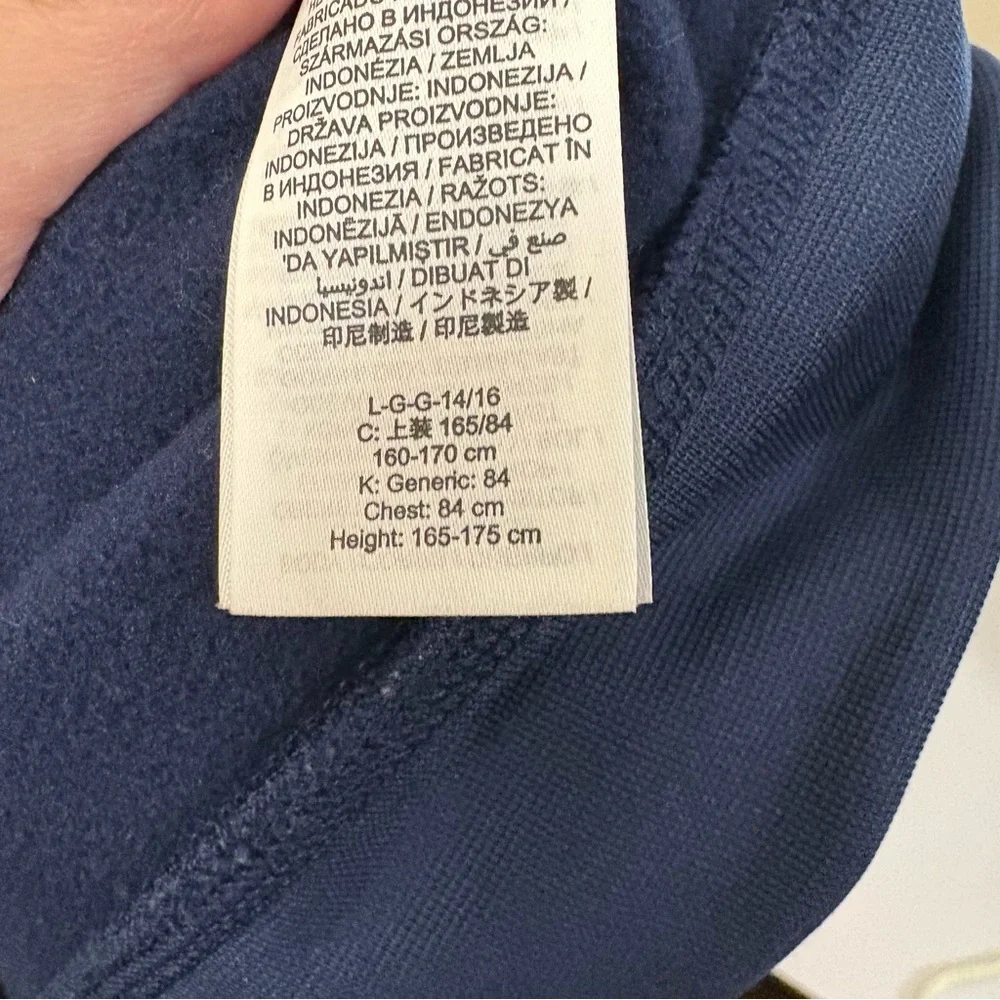 FABRICADO
СДЕЛАНО В ИНДОНЕЗИИ /
SZÁRMAZÁSI ORSZÁG:
INDONÉZIA / ZEMLJA
PROIZVODNJE: INDONEZIJA /
DRŽAVA PROIZVODNJE:
INDONEZIJA / ПРОИЗВЕДЕНО
В ИНДОНЕЗИЯ / FABRICAT ÎN
INDONEZIA / RAŽOTS:
INDONĒZIJĀ / ENDONEZYA
'DA YAPILMIŞTIR / صنع في
اندونيسيا / DIBUAT DI
INDONESIA / インドネシア製 /
印尼制造 / 印尼製造
L-G-G-14/16
C: 上装 165/84
160-170 cm
K: Generic: 84
Chest: 84 cm
Height: 165-175 cm